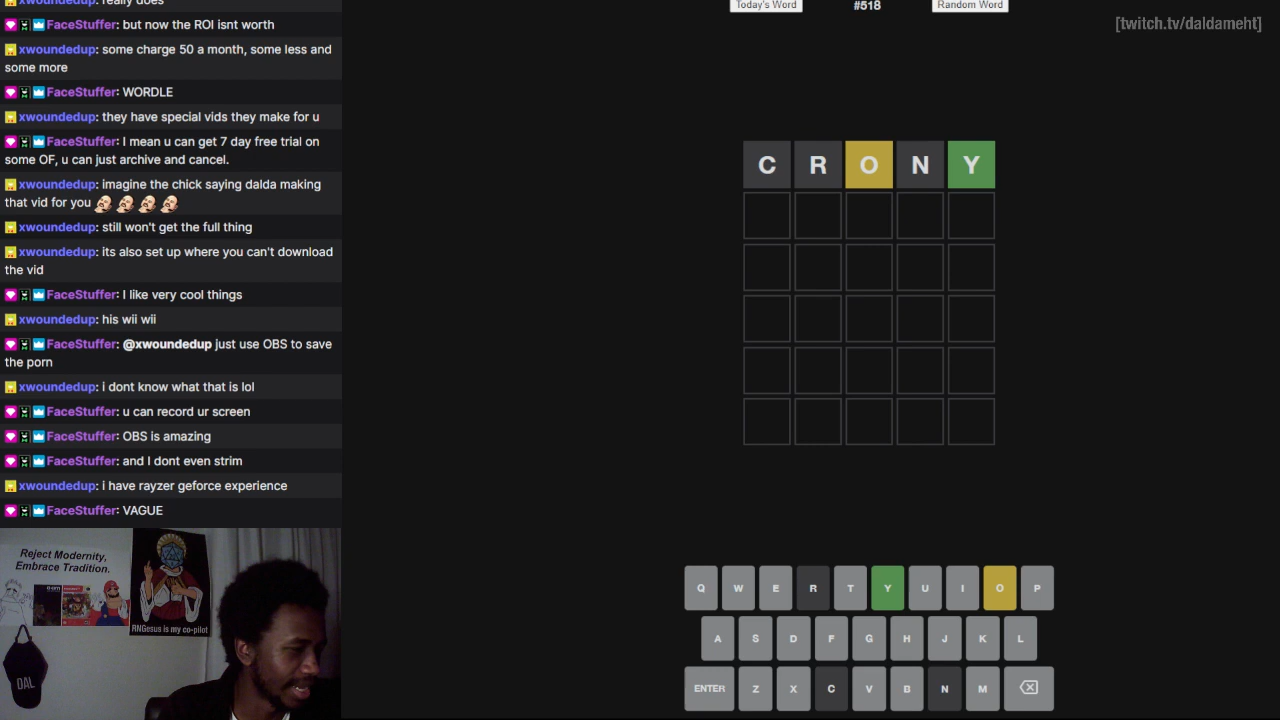 really does
FaceStuffer: but now the ROI isnt worth
xwoundedup: some charge 50 a month, some less and
some more
FaceStuffer: WORDLE
xwoundedup: they have special vids they make for u
FaceStuffer: I mean u can get 7 day free trial on
some OF, u can just archive and cancel.
xwoundedup: imagine the chick saying dalda making
that vid for you
xwoundedup: still won't get the full thing
xwoundedup: its also set up where you can't download
the vid
FaceStuffer: I like very cool things
xwoundedup: his wii wii
FaceStuffer: @xwoundedup just use OBS to save
the porn
xwoundedup: i dont know what that is lol
FaceStuffer: u can record ur screen
FaceStuffer: OBS is amazing
FaceStuffer: and I dont even strim
xwoundedup: i have rayzer geforce experience
FaceStuffer: VAGUE
Reject Modernity,
Embrace Tradition.
RNGesus is my co-pilot
DAL
Today's Word #518 Random Word
[twitch.tv/daldameht]
C R O N Y
Q W E R T Y U I O P
A S D F G H J K L
ENTER Z X C V B N M